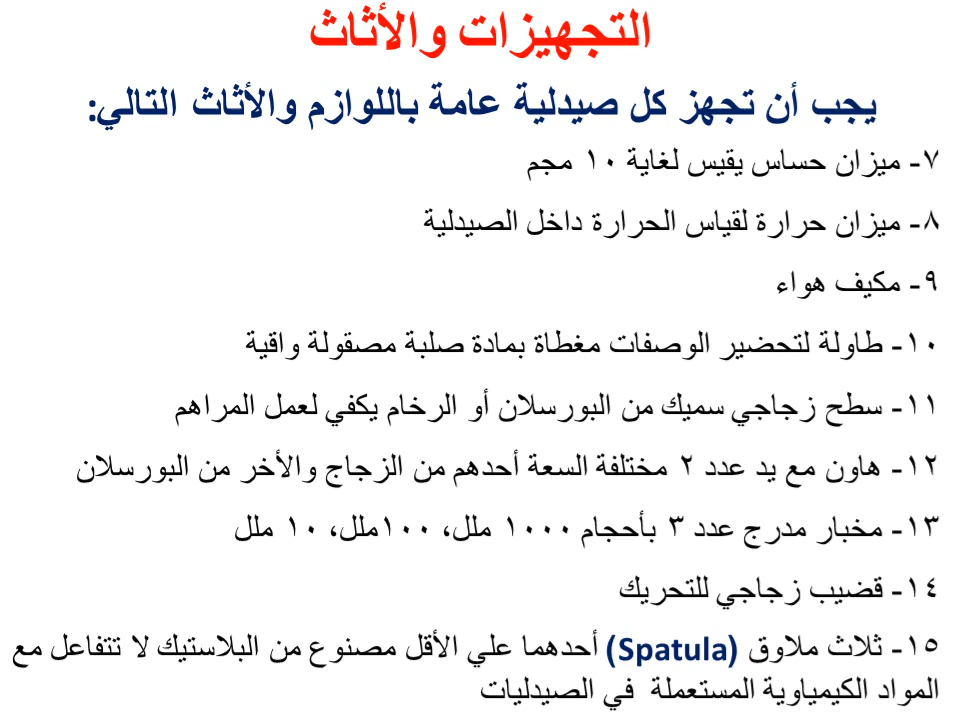 التجهيزات والأثاث
يجب أن تجهز كل صيدلية عامة باللوازم والأثاث التالي:
٧- ميزان حساس يقيس لغاية ١٠ مجم
٨- ميزان حرارة لقياس الحرارة داخل الصيدلية
٩- مكيف هواء
١٠- طاولة لتحضير الوصفات مغطاة بمادة صلبة مصقولة واقية
١١- سطح زجاجي سميك من البورسلان أو الرخام يكفي لعمل المراهم
١٢- هاون مع يد عدد ٢ مختلفة السعة أحدهم من الزجاج والأخر من البورسلان
١٣- مخبار مدرج عدد ٣ بأحجام ١٠٠٠ ملل، ١٠٠ملل، ١٠ ملل
١٤- قضيب زجاجي للتحريك
١٥- ثلاث ملاوق (Spatula) أحدهما علي الأقل مصنوع من البلاستيك لا تتفاعل مع
المواد الكيمياوية المستعملة في الصيدليات